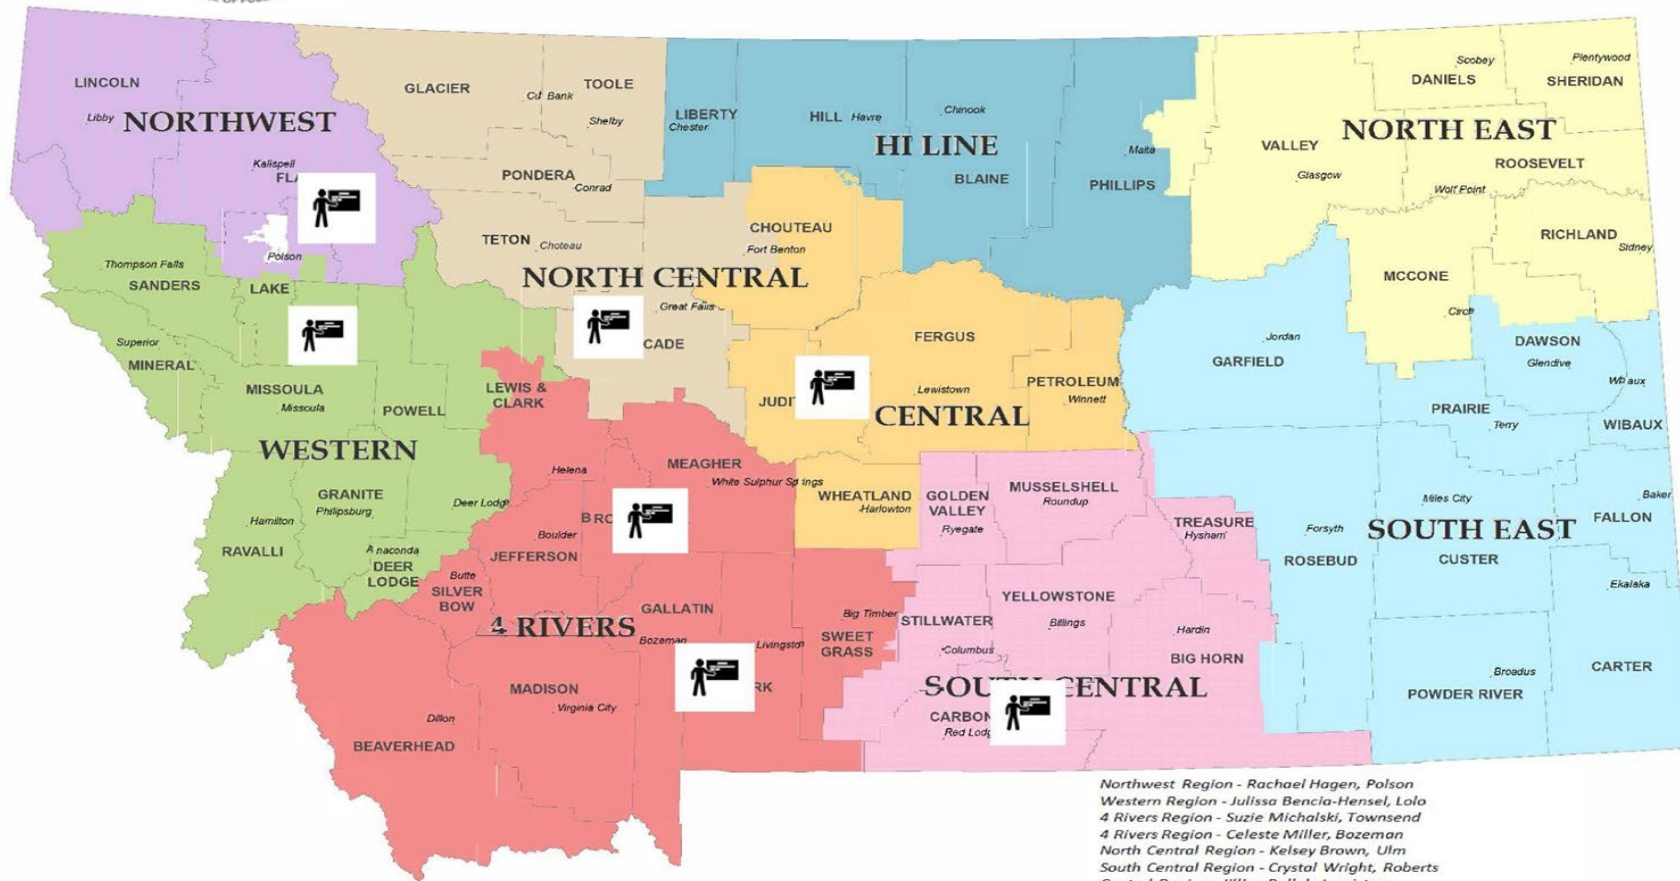 LINCOLN
Libby
NORTHWEST
Kalispell
Polson
GLACIER
Cut Bank
TOOLE
Shelby
PONDERA
Conrad
TETON
Choteau
NORTH CENTRAL
Great Falls
LIBERTY
Chester
HILL Havre
Chinook
HI LINE
BLAINE
Malta
PHILLIPS
CHOUTEAU
Fort Benton
Scobey
DANIELS
Plentywood
SHERIDAN
NORTH EAST
VALLEY
Glasgow
ROOSEVELT
Wolf Point
RICHLAND
Sidney
MCCONE
Circle
Thompson Falls
SANDERS
LAKE
Superior
MINERAL
MISSOULA
Missoula
POWELL
WESTERN
GRANITE
Philipsburg
Deer Lodge
Hamilton
RAVALLI
Anaconda
DEER
LODGE
LEWIS &
CLARK
Helena
MEAGHER
White Sulphur Springs
Boulder
JEFFERSON
Butte
SILVER
BOW
4 RIVERS
GALLATIN
Bozeman
Livingston
Big Timber
SWEET
GRASS
MADISON
Virginia City
Dillon
BEAVERHEAD
FERGUS
Lewistown
PETROLEUM
Winnett
CENTRAL
WHEATLAND
Harlowton
GOLDEN
VALLEY
Ryegate
MUSSELSHELL
Roundup
TREASURE
Hysham
YELLOWSTONE
Billings
STILLWATER
Columbus
Hardin
BIG HORN
SOUTH CENTRAL
CARBON
Red Lodge
Jordan
GARFIELD
DAWSON
Glendive
Wibaux
WIBAUX
PRAIRIE
Terry
Miles City
Baker
FALLON
Forsyth
ROSEBUD
SOUTH EAST
CUSTER
Ekalaka
Broadus
POWDER RIVER
CARTER
Northwest Region - Rachael Hagen, Polson
Western Region - Julissa Bencia-Hensel, Lolo
4 Rivers Region - Suzie Michalski, Townsend
4 Rivers Region - Celeste Miller, Bozeman
North Central Region - Kelsey Brown, Ulm
South Central Region - Crystal Wright, Roberts